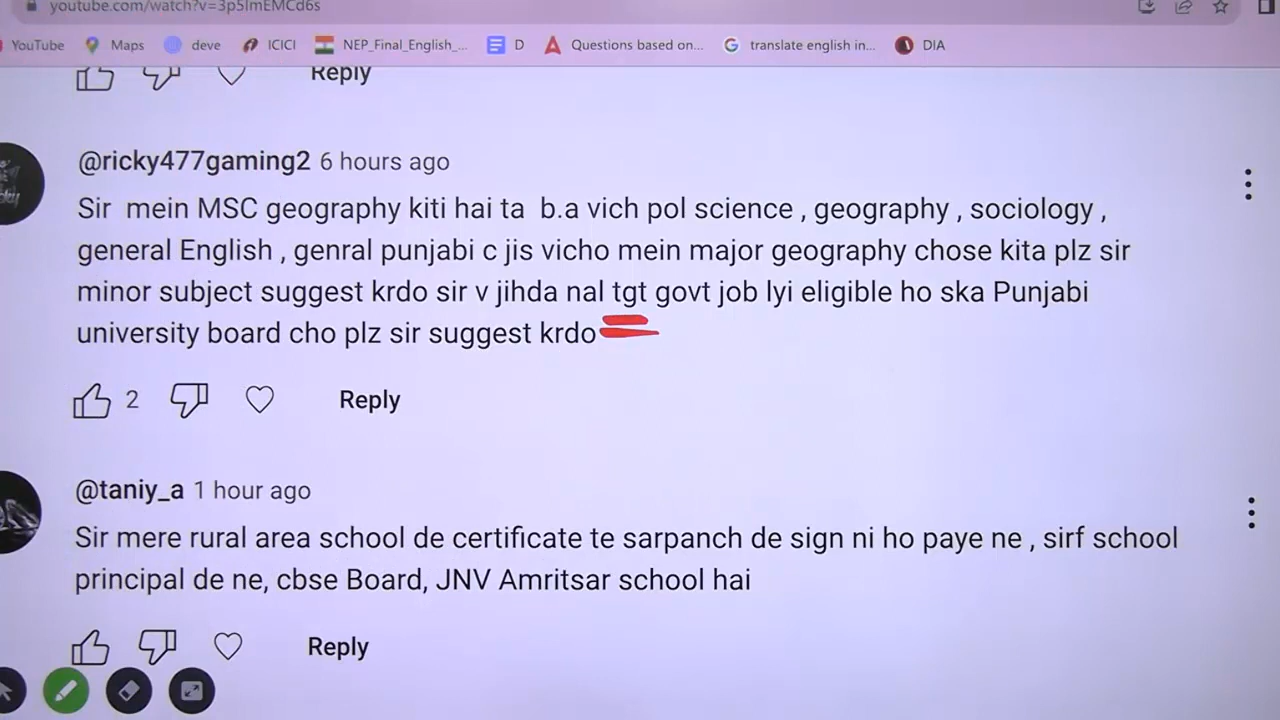 youtube.com/watch?v=3p5ImEMCd6s
YouTube Maps deve ICICI NEP_Final_English_... D Questions based on... translate english in... DIA
Reply
@ricky477gaming2 6 hours ago
Sir mein MSC geography kiti hai ta b.a vich pol science , geography , sociology ,
general English , genral punjabi c jis vicho mein major geography chose kita plz sir
minor subject suggest krdo sir v jihda nal tgt govt job lyi eligible ho ska Punjabi
university board cho plz sir suggest krdo
2 Reply
@taniy_a 1 hour ago
Sir mere rural area school de certificate te sarpanch de sign ni ho paye ne , sirf school
principal de ne, cbse Board, JNV Amritsar school hai
Reply